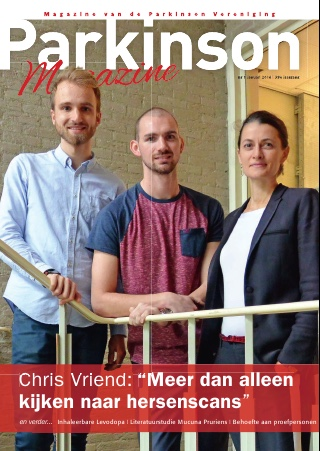 Magazine van de Parkinson Vereniging
Parkinson
Magazine
Chris Vriend: “Meer dan alleen
kijken naar hersenscans”
en verder... Inhaleerbare Levodopa | Literatuurstudie Mucuna Pruriens | Behoefte aan proefpersonen